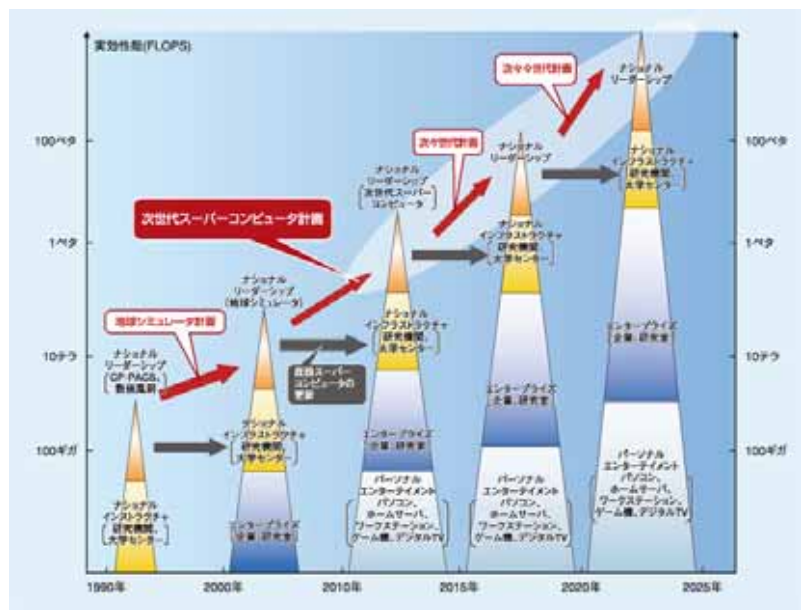 実効性能(FLOPS)
100ペタ
1ペタ
10テラ
100ギガ
100ペタ
1ペタ
10テラ
100ギガ
次々々世代計画
ナショナル
リーダーシップ
次々世代計画
ナショナル
リーダーシップ
ナショナル
インフラストラクチャ
研究機関、
大学センター
ナショナル
リーダーシップ
次世代スーパー
コンピュータ
次世代スーパーコンピュータ計画
ナショナル
インフラストラクチャ
研究機関、
大学センター
ナショナル
リーダーシップ
(地球シミュレータ)
地球シミュレータ計画
ナショナル
インフラストラクチャ
研究機関、
大学センター
ナショナル
リーダーシップ
CP-PACS、
スーパー
コンピュータの
更新
エンタープライズ
企業、研究室
エンタープライズ
企業、研究室
ナショナル
インフラストラクチャ
研究機関、
大学センター
エンタープライズ
企業、研究室
ナショナル
インストラクチャ
研究機関、
大学センター
エンタープライズ
企業、研究室
パーソナル
エンターテイメント
パソコン、
ホームサーバ、
ワークステーション、
ゲーム機、デジタルTV
パーソナル
エンターテイメント
パソコン、
ホームサーバ、
ワークステーション、
ゲーム機、デジタルTV
パーソナル
エンターテイメント
パソコン、
ホームサーバ、
ワークステーション、
ゲーム機、デジタルTV
1990年
2000年
2010年
2015年
2020年
2025年